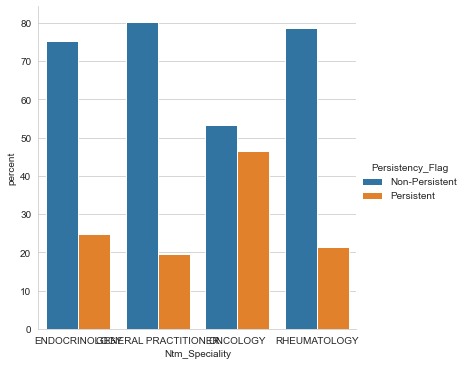 80
70
60
50
40
30
20
10
0
percent
ENDOCRINOLOGY GENERAL PRACTITIONER ONCOLOGY RHEUMATOLOGY
Ntm_Speciality
Persistency_Flag
Non-Persistent
Persistent